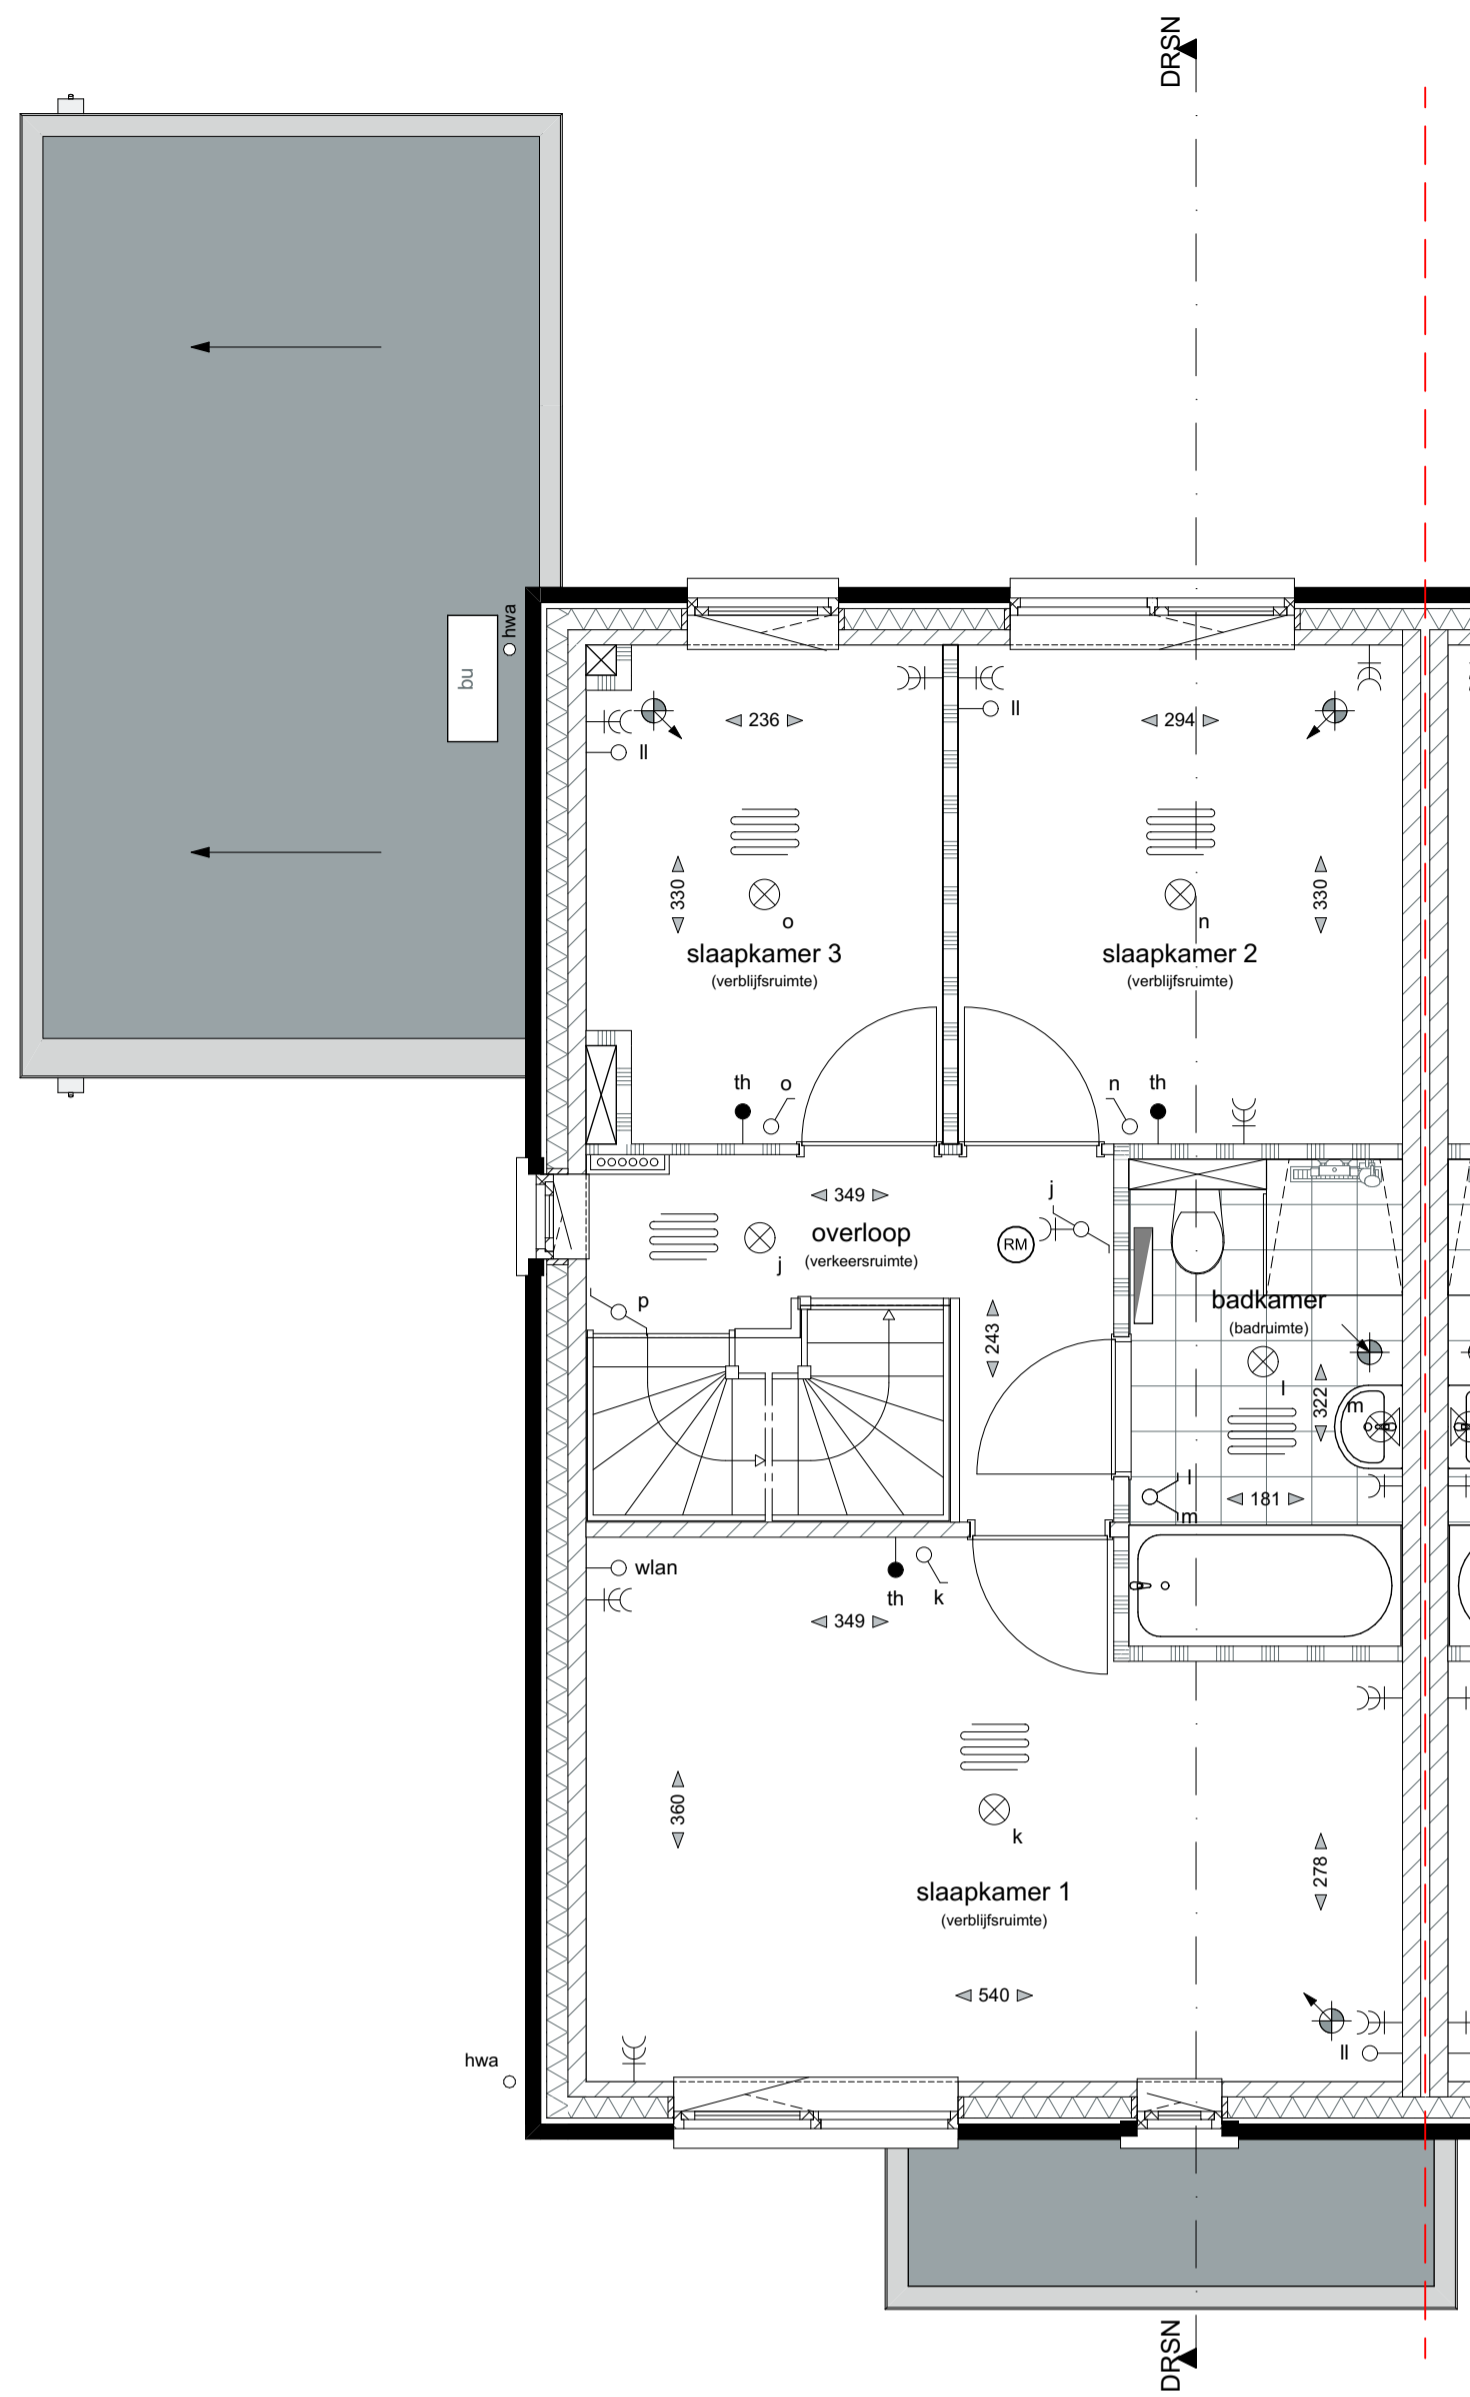 DRSN
hwa
bu
ll
236
ll
294
330
o
slaapkamer 3
(verblijfsruimte)
n
330
slaapkamer 2
(verblijfsruimte)
th
o
n
th
349
overloop
(verkeersruimte)
j
RM
j
p
243
badkamer
(badruimte)
l
322
m
l
m
181
wlan
th
k
349
360
k
278
slaapkamer 1
(verblijfsruimte)
540
ll
hwa
DRSN